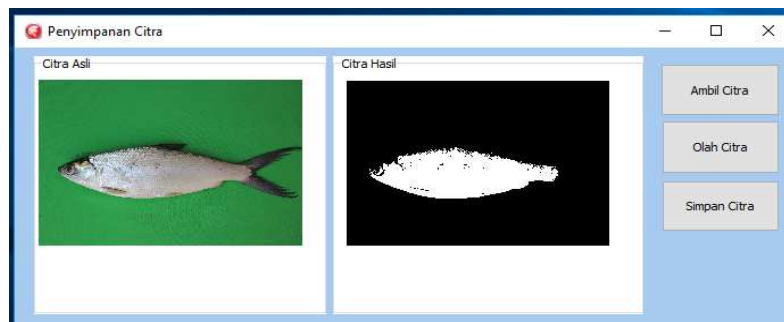 Penyimpanan Citra
Citra Asli
Citra Hasil
Ambil Citra
Olah Citra
Simpan Citra